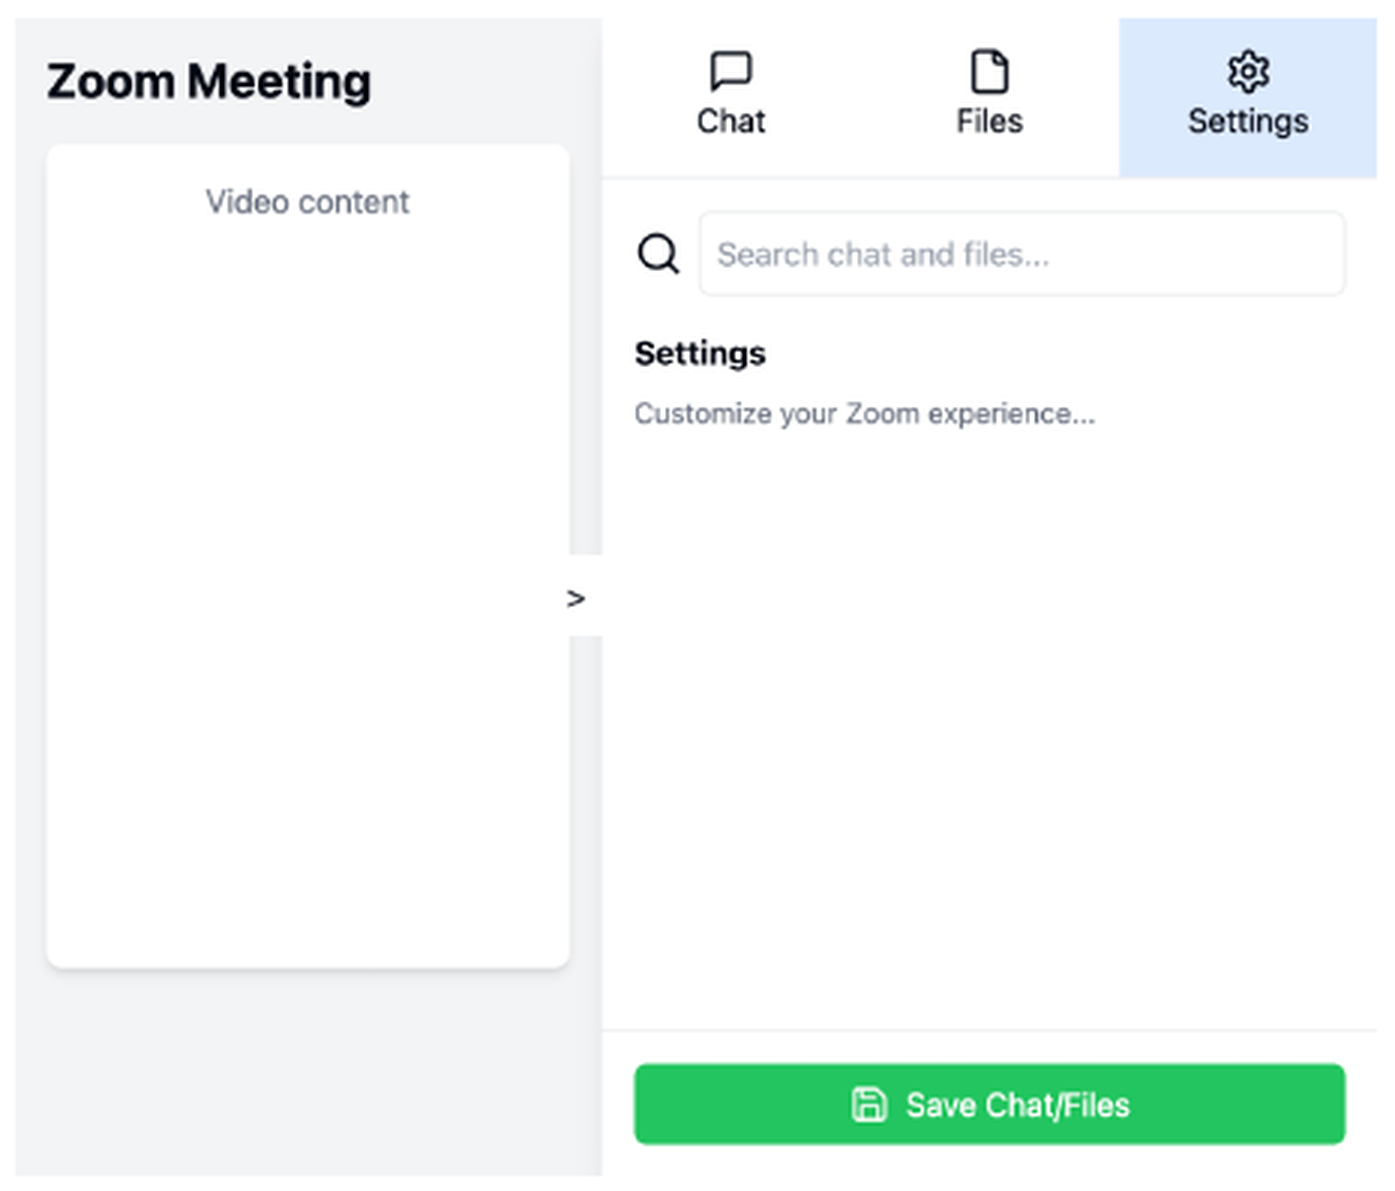 Zoom Meeting
Video content
>
Chat
Files
Settings
Search chat and files...
Settings
Customize your Zoom experience...
Save Chat/Files